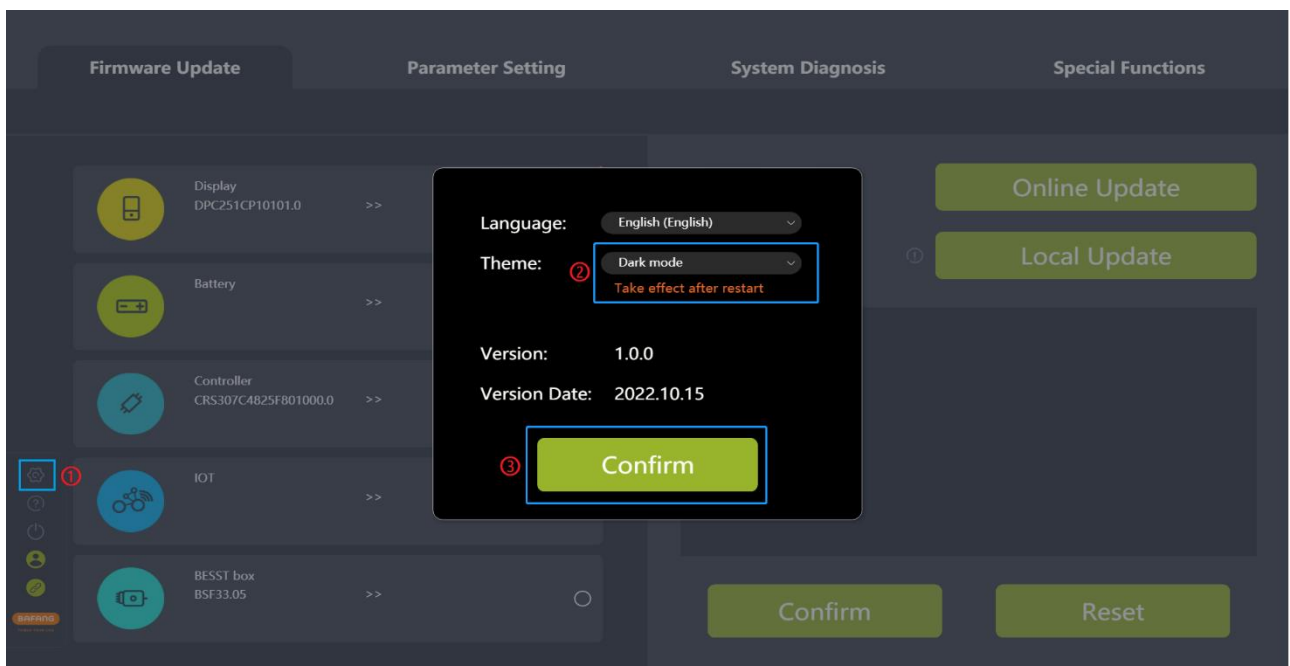 Firmware Update
Parameter Setting
System Diagnosis
Special Functions
Display
DPC251CP10101.0 >>
Battery
>>
Controller
CRS307C4825F801000.0 >>
IOT
>>
BESST box
BSF33.05 >>
①
BAFANG
Language: English (English)
Theme: Dark mode
②
Take effect after restart
Version: 1.0.0
Version Date: 2022.10.15
③
Confirm
Online Update
Local Update
Confirm
Reset